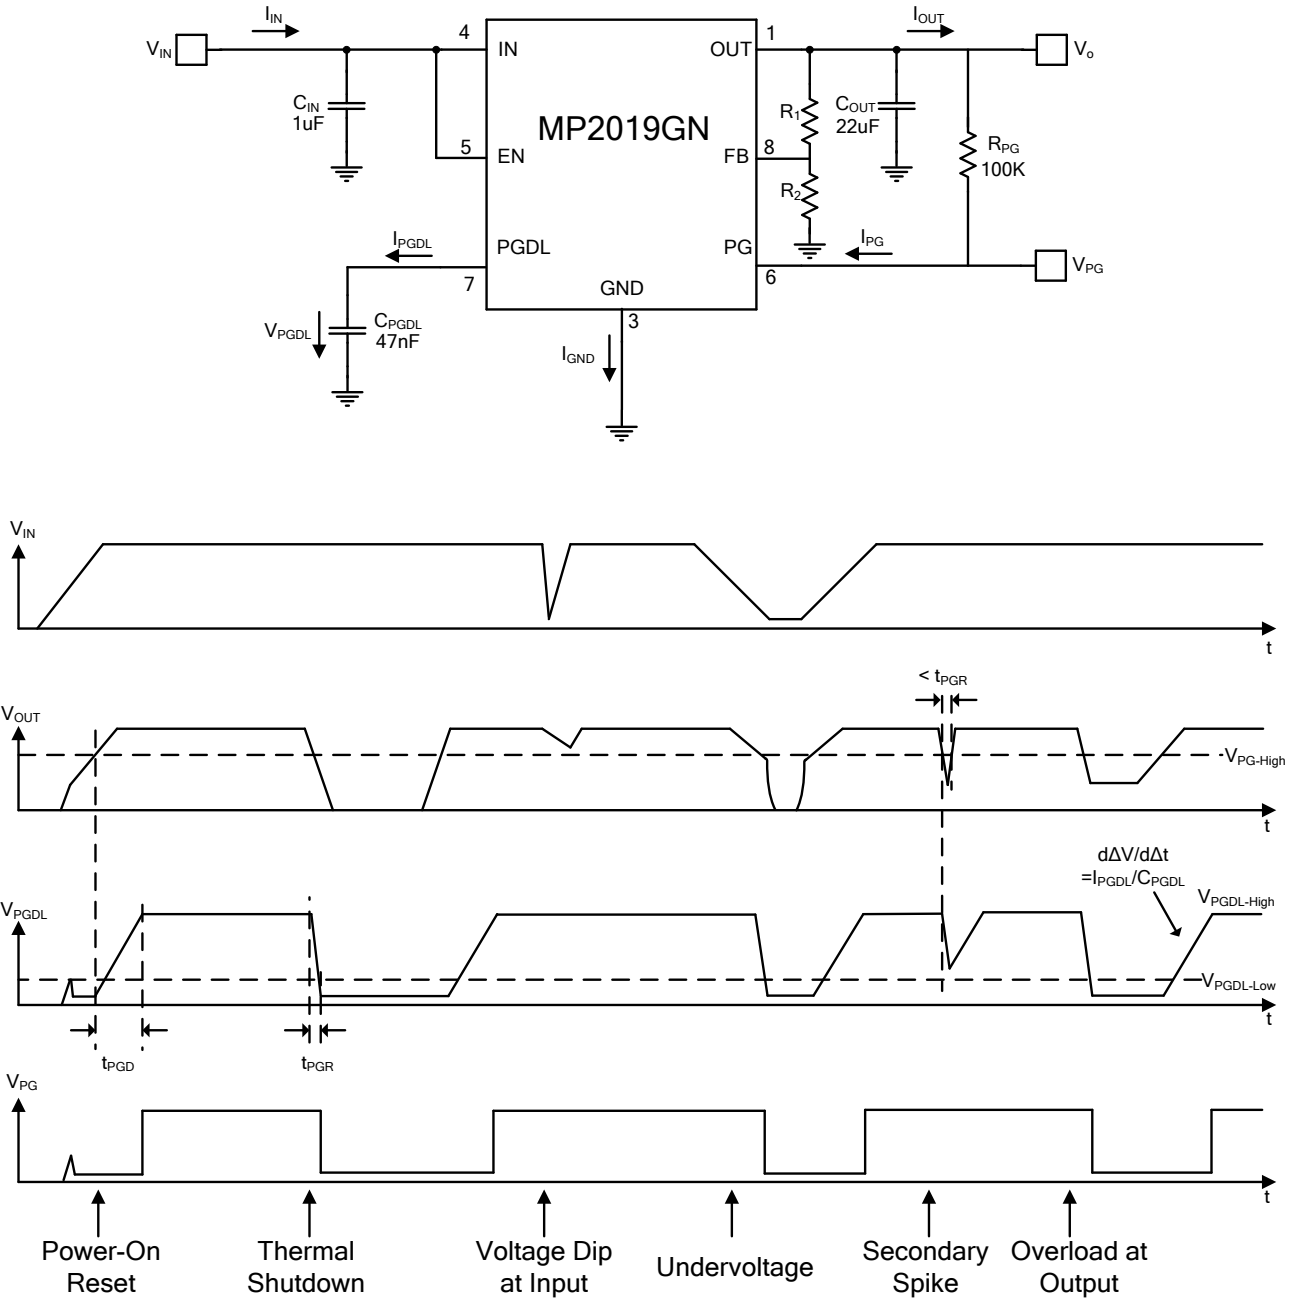 I_IN
I_OUT
V_IN
4
IN
OUT
1
V_o
C_IN
1uF
MP2019GN
R_1
C_OUT
22uF
R_PG
100K
5
EN
FB
8
R_2
I_PGDL
PGDL
PG
I_PG
7
6
V_PG
GND
3
V_PGDL
C_PGDL
47nF
I_GND
V_IN
t
< t_PGR
V_OUT
V_PG-High
t
dΔV/dΔt
=I_PGDL/C_PGDL
V_PGDL
V_PGDL-High
V_PGDL-Low
t
t_PGD
t_PGR
V_PG
t
Power-On
Reset
Thermal
Shutdown
Voltage Dip
at Input
Undervoltage
Secondary
Spike
Overload at
Output